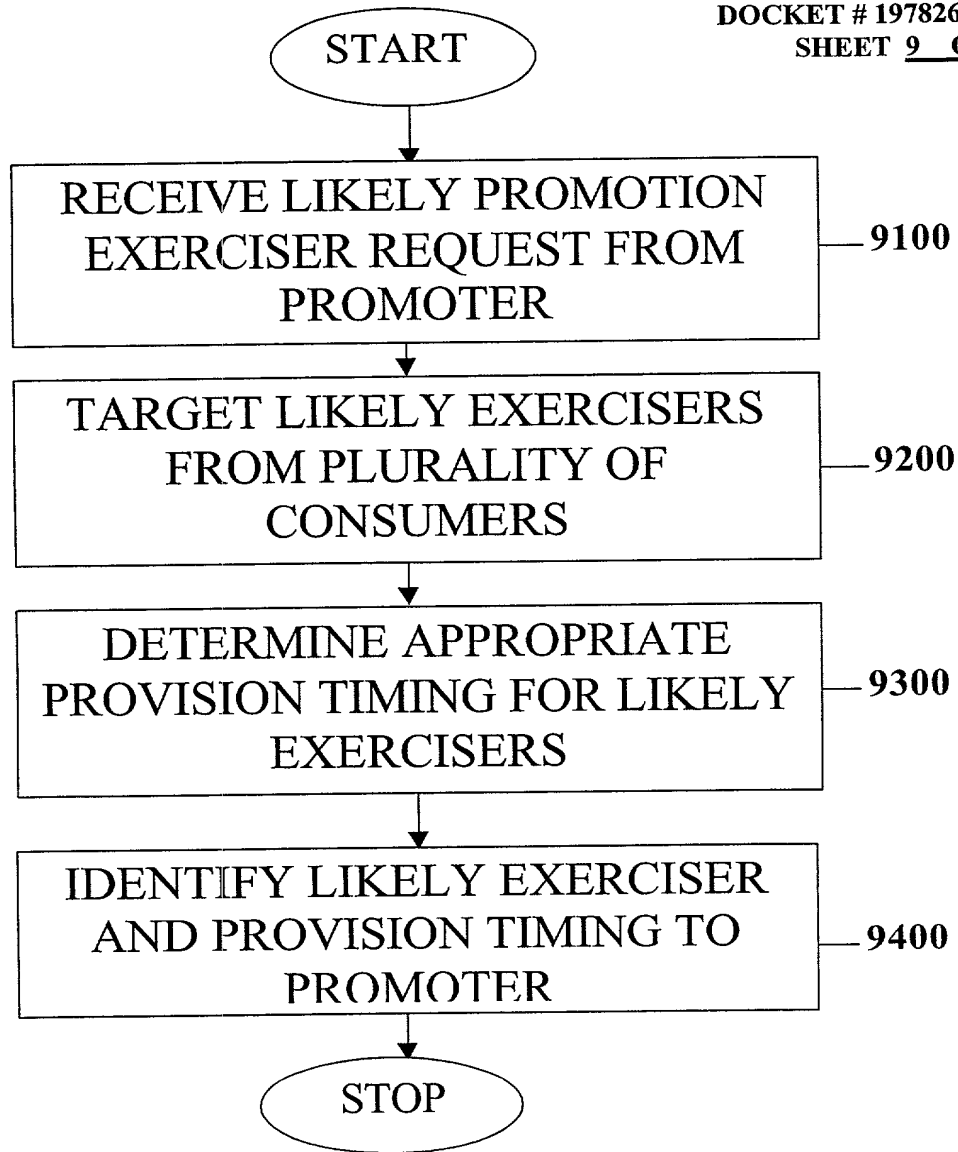 DOCKET # 197826
SHEET 9
START
RECEIVE LIKELY PROMOTION
EXERCISER REQUEST FROM
PROMOTER
9100
TARGET LIKELY EXERCISERS
FROM PLURALITY OF
CONSUMERS
9200
DETERMINE APPROPRIATE
PROVISION TIMING FOR LIKELY
EXERCISERS
9300
IDENTIFY LIKELY EXERCISER
AND PROVISION TIMING TO
PROMOTER
9400
STOP